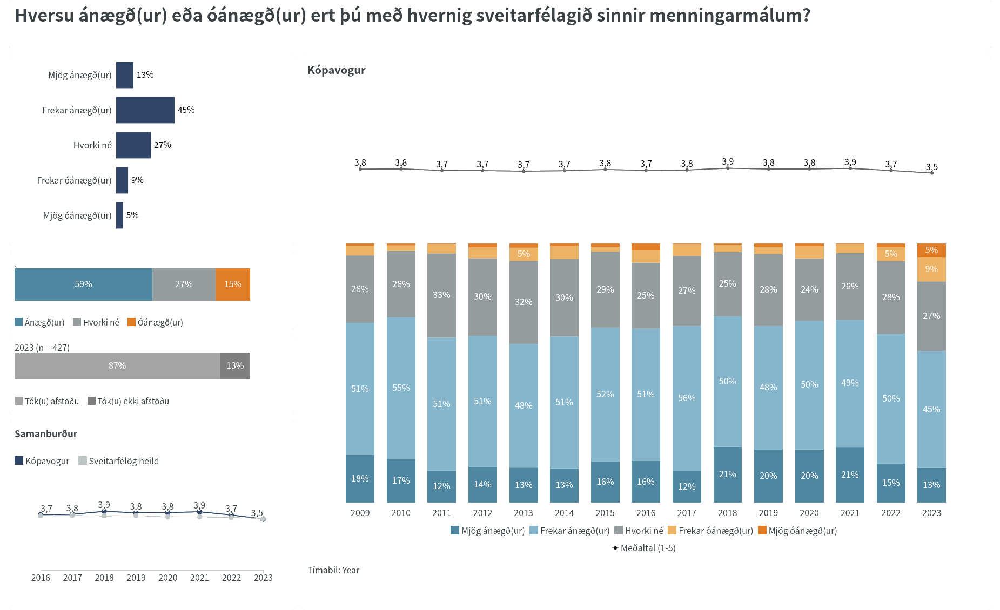 Hversu ánægð(ur) eða óánægð(ur) ert þú með hvernig sveitarfélagið sinnir menningarmálum?
Mjög ánægð(ur) 13%
Frekar ánægð(ur) 45%
Hvorki né 27%
Frekar óánægð(ur) 9%
Mjög óánægð(ur) 5%
.
59% 27% 15%
Ánægð(ur) Hvorki né Óánægð(ur)
2023 (n = 427)
87% 13%
Tók(u) afstöðu Tók(u) ekki afstöðu
Samanburður
Kópavogur Sveitarfélög heild
3,7 3,8 3,9 3,8 3,8 3,9 3,7 3,5
2016 2017 2018 2019 2020 2021 2022 2023
Kópavogur
3,8 3,8 3,7 3,7 3,7 3,7 3,8 3,7 3,8 3,9 3,8 3,8 3,9 3,7 3,5
5% 5% 5%
9%
26% 26% 33% 30% 32% 30% 29% 25% 27% 25% 28% 24% 26% 28% 27%
51% 55% 51% 51% 48% 51% 52% 51% 56% 50% 48% 50% 49% 50% 45%
18% 17% 12% 14% 13% 13% 16% 16% 12% 21% 20% 20% 21% 15% 13%
2009 2010 2011 2012 2013 2014 2015 2016 2017 2018 2019 2020 2021 2022 2023
Mjög ánægð(ur) Frekar ánægð(ur) Hvorki né Frekar óánægð(ur) Mjög óánægð(ur)
Meðaltal (1-5)
Tímabil: Year